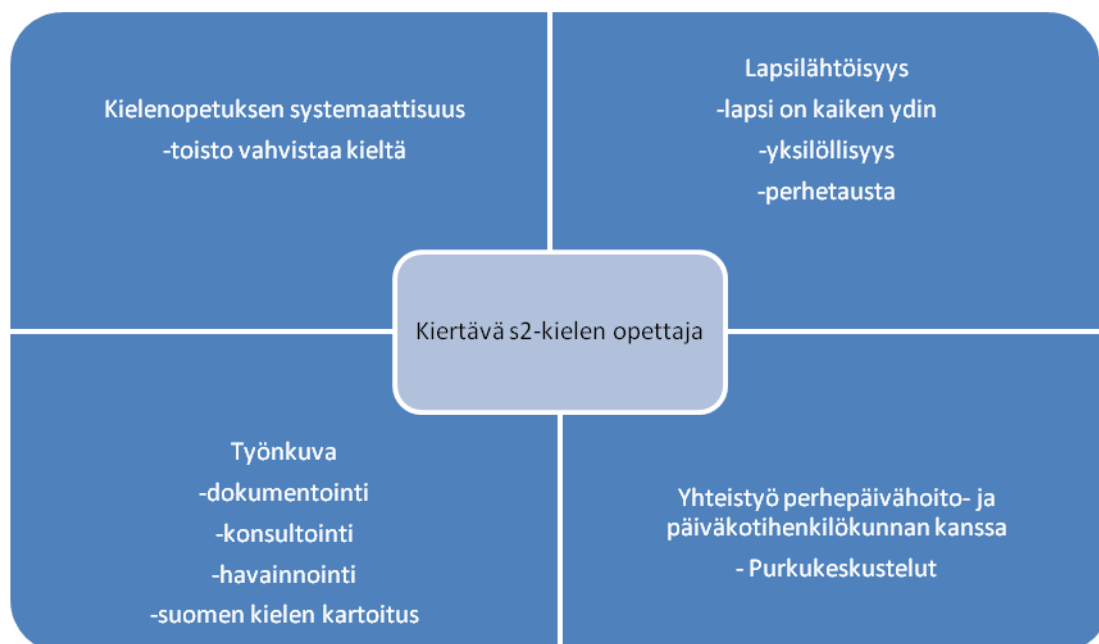 Kielenopetuksen systemaattisuus
-toisto vahvistaa kieltä
Lapsilähtöisyys
-lapsi on kaiken ydin
-yksilöllisyys
-perhetausta
Kiertävä s2-kielen opettaja
Työnkuva
-dokumentointi
-konsultointi
-havainnointi
-suomen kielen kartoitus
Yhteistyö perhepäivähoito- ja
päiväkotihenkilökunnan kanssa
- Purkukeskustelut